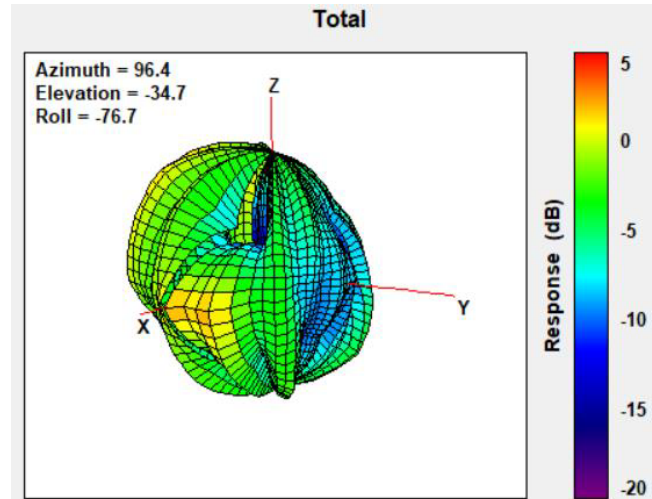 Total
Azimuth = 96.4
Elevation = -34.7
Roll = -76.7
Z
X
Y
Response (dB)
5
0
-5
-10
-15
-20